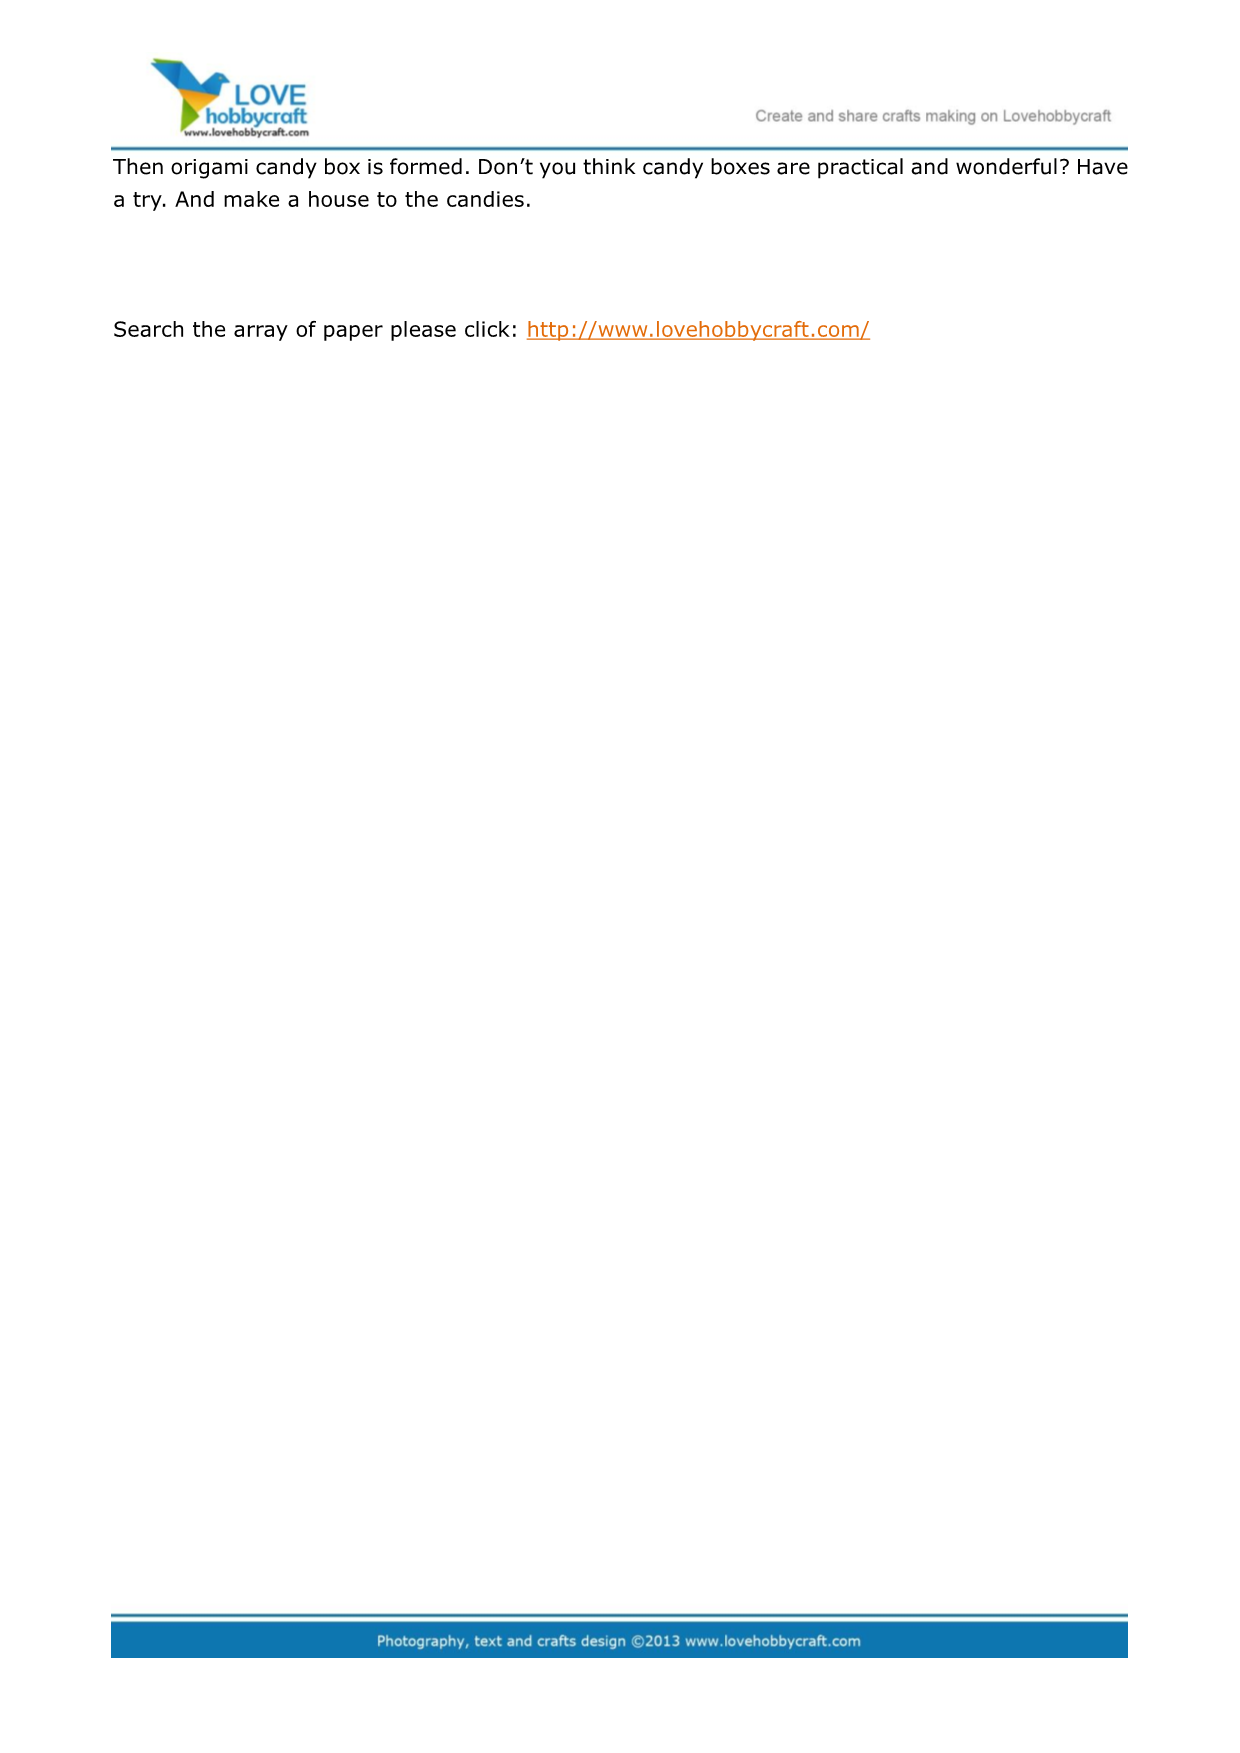 LOVE
hobbycraft
www.lovehobbycraft.com
Create and share crafts making on Lovehobbycraft
Then origami candy box is formed. Don’t you think candy boxes are practical and wonderful? Have
a try. And make a house to the candies.
Search the array of paper please click: http://www.lovehobbycraft.com/
Photography, text and crafts design ©2013 www.lovehobbycraft.com